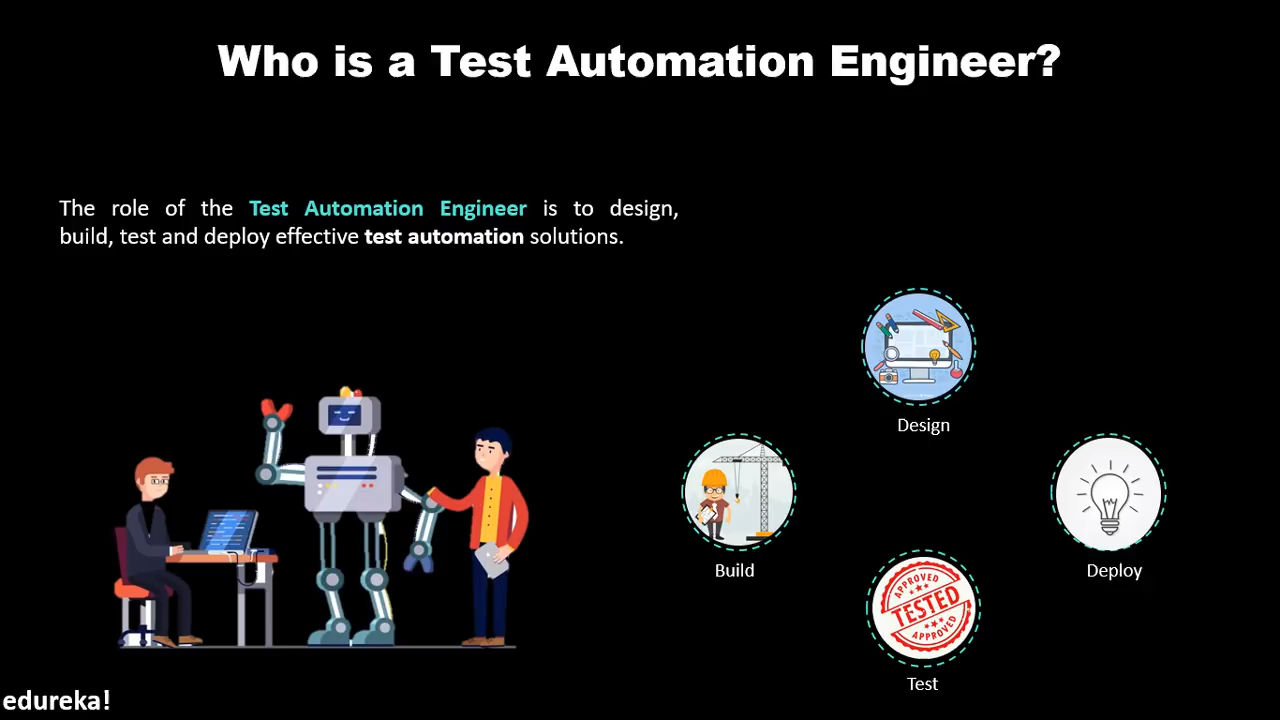 Who is a Test Automation Engineer?
The role of the Test Automation Engineer is to design,
build, test and deploy effective test automation solutions.
Design
Build
Deploy
APPROVED
TESTED
APPROVED
Test
edureka!